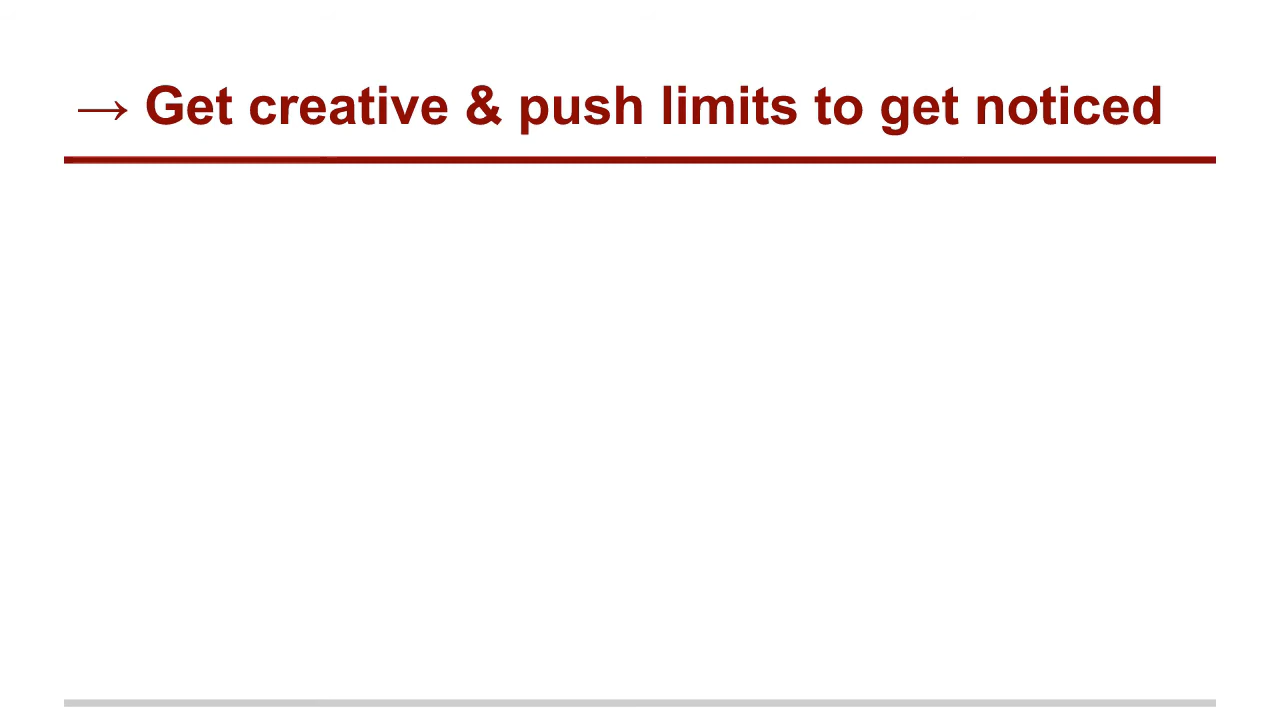 → Get creative & push limits to get noticed